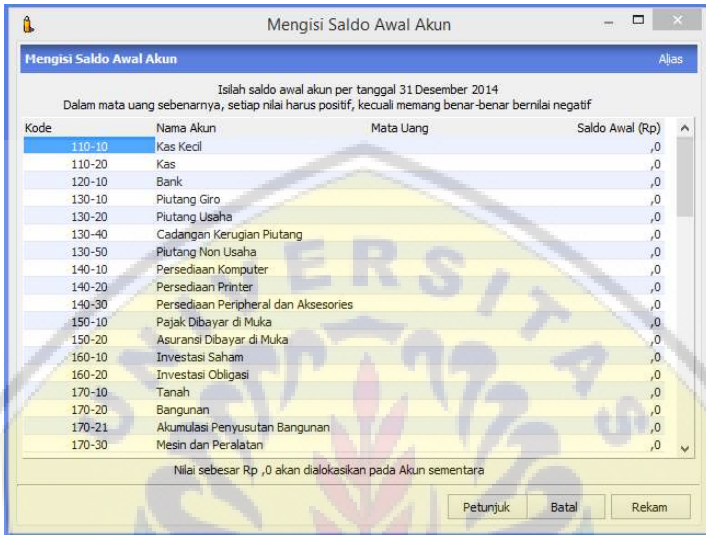 Mengisi Saldo Awal Akun
Mengisi Saldo Awal Akun Alias
Isilah saldo awal akun per tanggal 31 Desember 2014
Dalam mata uang sebenarnya, setiap nilai harus positif, kecuali memang benar-benar bernilai negatif
Kode Nama Akun Mata Uang Saldo Awal (Rp)
110-10 Kas Kecil ,0
110-20 Kas ,0
120-10 Bank ,0
130-10 Piutang Giro ,0
130-20 Piutang Usaha ,0
130-40 Cadangan Kerugian Piutang ,0
130-50 Piutang Non Usaha ,0
140-10 Persediaan Komputer ,0
140-20 Persediaan Printer ,0
140-30 Persediaan Peripheral dan Aksesories ,0
150-10 Pajak Dibayar di Muka ,0
150-20 Asuransi Dibayar di Muka ,0
160-10 Investasi Saham ,0
160-20 Investasi Obligasi ,0
170-10 Tanah ,0
170-20 Bangunan ,0
170-21 Akumulasi Penyusutan Bangunan ,0
170-30 Mesin dan Peralatan ,0
Nilai sebesar Rp ,0 akan dialokasikan pada Akun sementara
Petunjuk Batal Rekam
UNIVERSITAS